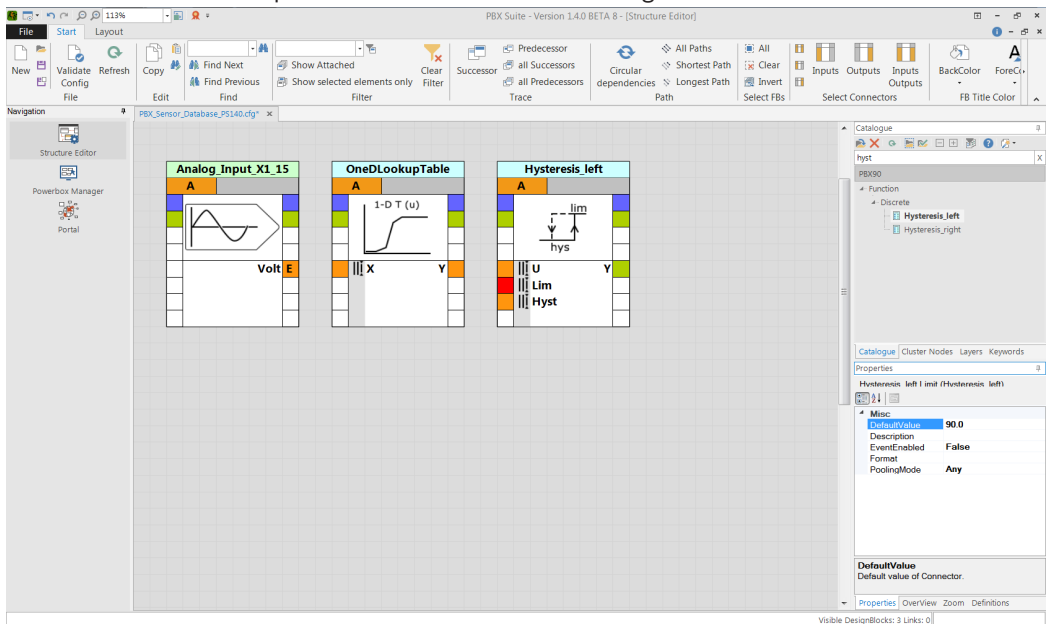 113%
PBX Suite - Version 1.4.0 BETA 8 - [Structure Editor]
File Start Layout
New
Validate Config
Refresh
File
Copy
Edit
Find Next
Find Previous
Find
Show Attached
Show selected elements only
Clear Filter
Filter
Successor
Predecessor
all Successors
all Predecessors
Trace
Circular dependencies
All Paths
Shortest Path
Longest Path
Path
All
Clear
Invert
Select FBs
Inputs
Outputs
Inputs Outputs
Select Connectors
BackColor
ForeCo
FB Title Color
Navigation
Structure Editor
Powerbox Manager
Portal
PBX_Sensor_Database_PS140.cfg*
Analog_Input_X1_15
A
Volt E
OneDLookupTable
A
1-D T (u)
X Y
Hysteresis_left
A
lim
hys
U Y
Lim
Hyst
Catalogue
hyst X
PBX90
Function
Discrete
Hysteresis_left
Hysteresis_right
Catalogue Cluster Nodes Layers Keywords
Properties
Hysteresis_left Limit (Hysteresis_left)
Misc
DefaultValue 90.0
Description
EventEnabled False
Format
PoolingMode Any
DefaultValue
Default value of Connector.
Properties OverView Zoom Definitions
Visible DesignBlocks: 3 Links: 0